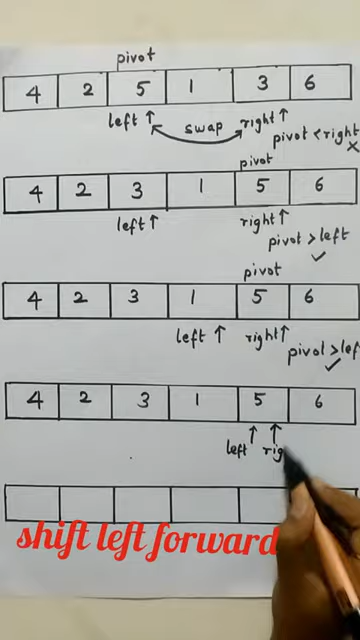 pivot
4 2 5 1 3 6
left ↑ swap right ↑
pivot < right
x
pivot
4 2 3 1 5 6
left ↑ right ↑
pivot > left
✓
pivot
4 2 3 1 5 6
left ↑ right ↑
pivot > lef
✓
4 2 3 1 5 6
left ↑ rig ↑
shift left forward